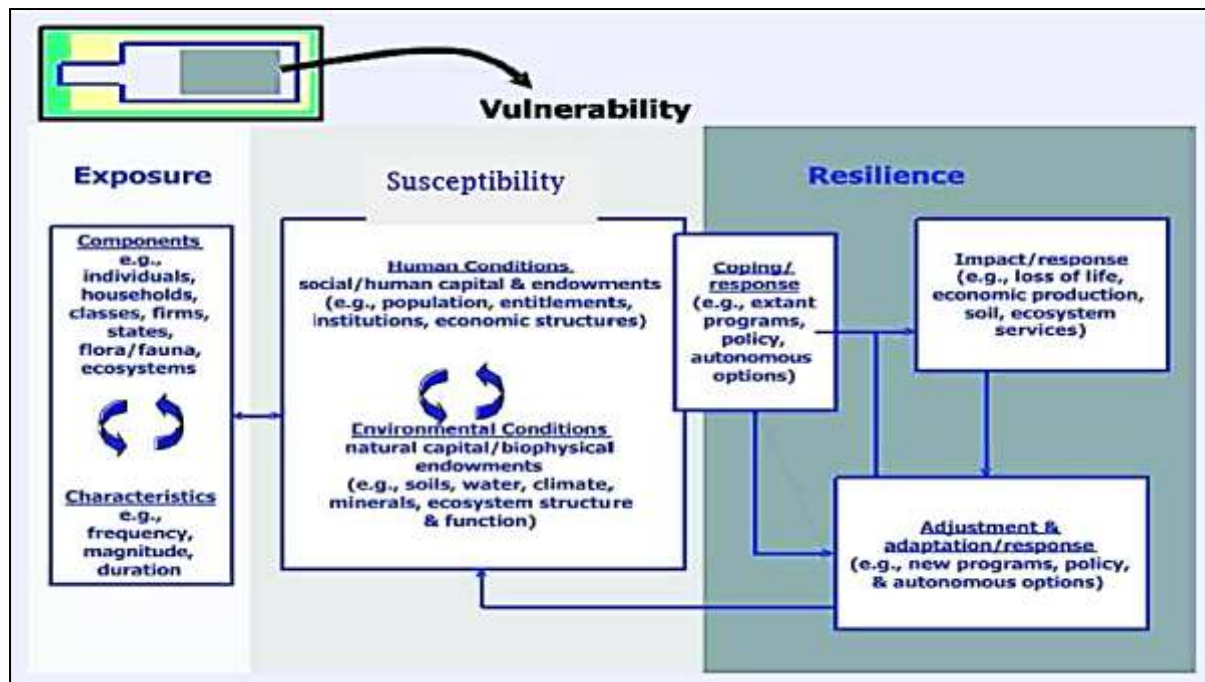 Vulnerability
Exposure
Susceptibility
Resilience
Components
e.g.,
individuals,
households,
classes, firms,
states,
flora/fauna,
ecosystems
Characteristics
e.g.,
frequency,
magnitude,
duration
Human Conditions
social/human capital & endowments
(e.g., population, entitlements,
institutions, economic structures)
Environmental Conditions
natural capital/biophysical
endowments
(e.g., soils, water, climate,
minerals, ecosystem structure
& function)
Coping/
response
(e.g., extant
programs,
policy,
autonomous
options)
Impact/response
(e.g., loss of life,
economic production,
soil, ecosystem
services)
Adjustment &
adaptation/response
(e.g., new programs, policy,
& autonomous options)